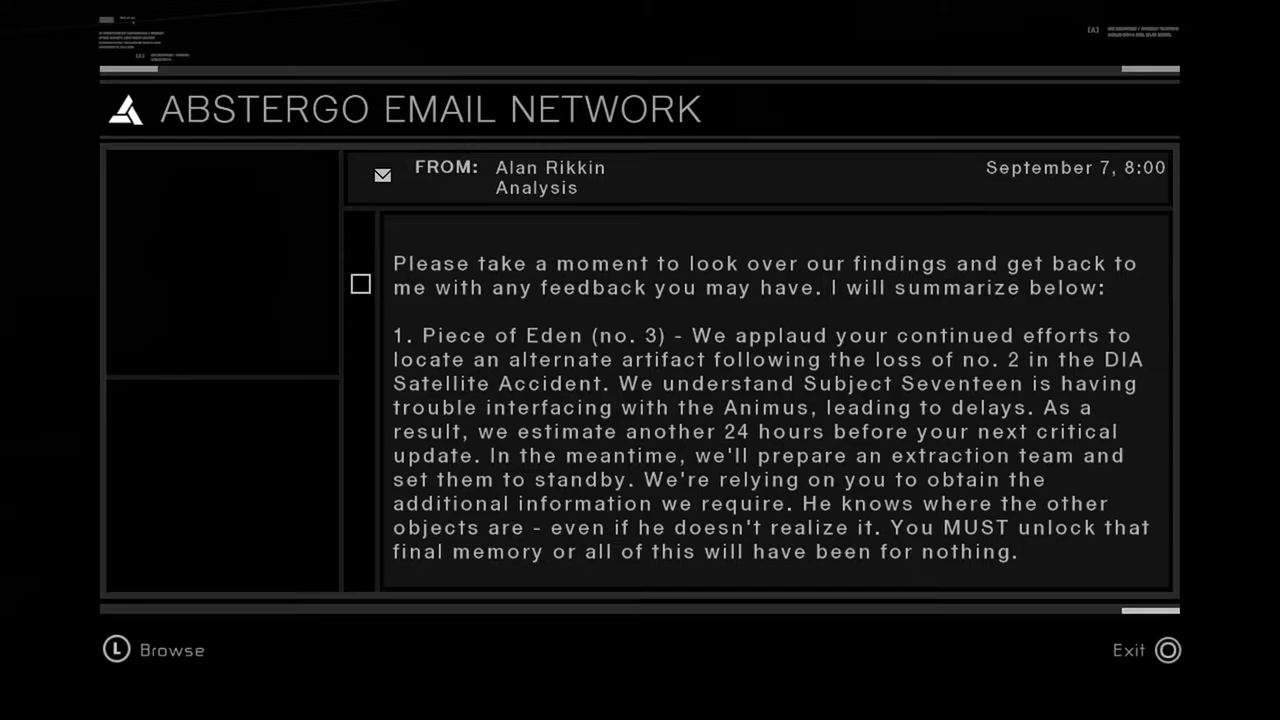 ABSTERGO EMAIL NETWORK
FROM: Alan Rikkin September 7, 8:00
Analysis
Please take a moment to look over our findings and get back to
me with any feedback you may have. I will summarize below:
1. Piece of Eden (no. 3) - We applaud your continued efforts to
locate an alternate artifact following the loss of no. 2 in the DIA
Satellite Accident. We understand Subject Seventeen is having
trouble interfacing with the Animus, leading to delays. As a
result, we estimate another 24 hours before your next critical
update. In the meantime, we'll prepare an extraction team and
set them to standby. We're relying on you to obtain the
additional information we require. He knows where the other
objects are - even if he doesn't realize it. You MUST unlock that
final memory or all of this will have been for nothing.
L Browse
Exit